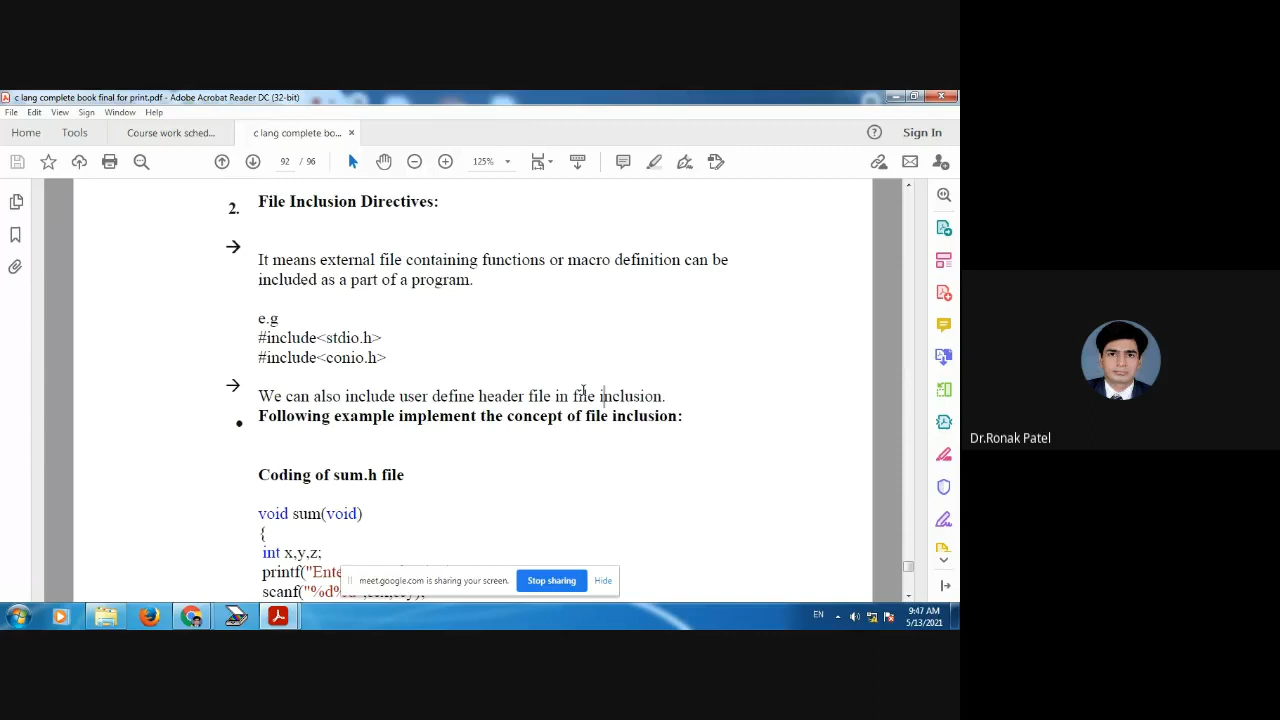 c lang complete book final for print.pdf - Adobe Acrobat Reader DC (32-bit)
File Edit View Sign Window Help
Home Tools Course work sched... c lang complete bo... × Sign In
92 / 96 125%
2. File Inclusion Directives:
→ It means external file containing functions or macro definition can be
included as a part of a program.
e.g
#include<stdio.h>
#include<conio.h>
→ We can also include user define header file in file inclusion.
• Following example implement the concept of file inclusion:
Coding of sum.h file
void sum(void)
{
int x,y,z;
printf("Ente
scanf("%d%
meet.google.com is sharing your screen. Stop sharing Hide
EN 9:47 AM
5/13/2021
Dr.Ronak Patel